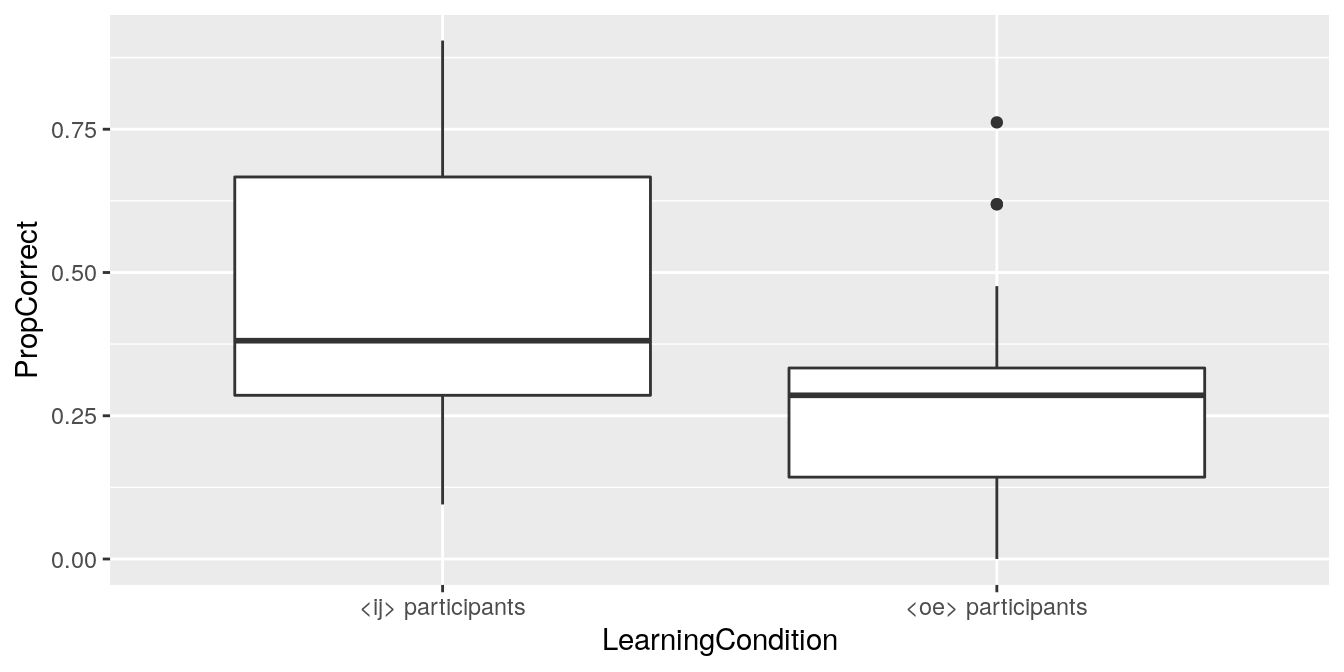 PropCorrect
0.75
0.50
0.25
0.00
<ij> participants
<oe> participants
LearningCondition